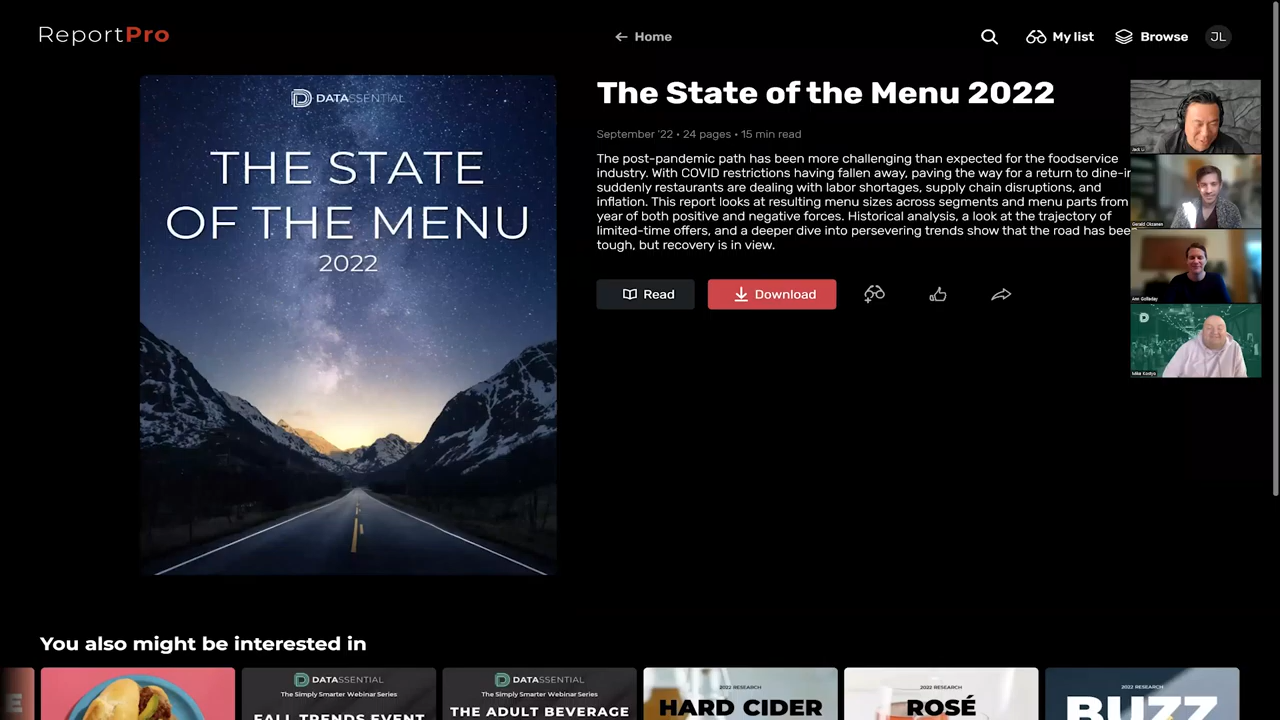 ReportPro
Home
My list
Browse
JL
DATASSENTIAL
THE STATE
OF THE MENU
2022
The State of the Menu 2022
September '22 • 24 pages • 15 min read
The post-pandemic path has been more challenging than expected for the foodservice
industry. With COVID restrictions having fallen away, paving the way for a return to dine-in
suddenly restaurants are dealing with labor shortages, supply chain disruptions, and
inflation. This report looks at resulting menu sizes across segments and menu parts from
year of both positive and negative forces. Historical analysis, a look at the trajectory of
limited-time offers, and a deeper dive into persevering trends show that the road has bee
tough, but recovery is in view.
Read
Download
Jack Li
Mike Kostyo
You also might be interested in
DATASSENTIAL
The Simply Smarter Webinar Series
FALL TRENDS EVENT
DATASSENTIAL
The Simply Smarter Webinar Series
THE ADULT BEVERAGE
2022 RESEARCH
HARD CIDER
2022 RESEARCH
ROSÉ
2022 RESEARCH
BUZZ